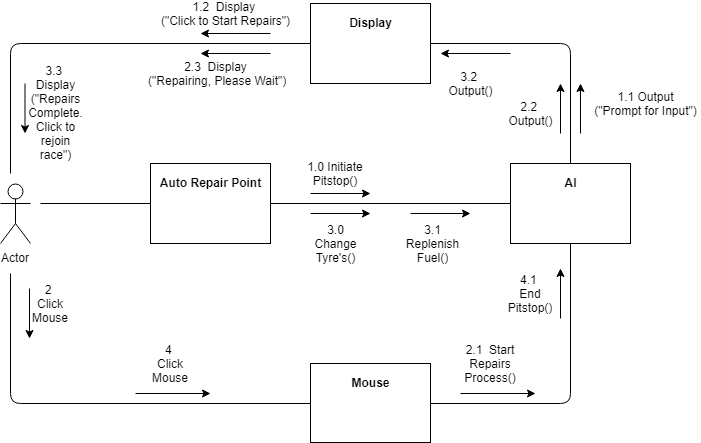 1.2 Display
("Click to Start Repairs")
Display
2.3 Display
("Repairing, Please Wait")
3.3
Display
("Repairs
Complete.
Click to
rejoin
race")
3.2
Output()
2.2
Output()
1.1 Output
("Prompt for Input")
Auto Repair Point
1.0 Initiate
Pitstop()
AI
3.0
Change
Tyre's()
3.1
Replenish
Fuel()
Actor
2
Click
Mouse
4.1
End
Pitstop()
4
Click
Mouse
2.1 Start
Repairs
Process()
Mouse